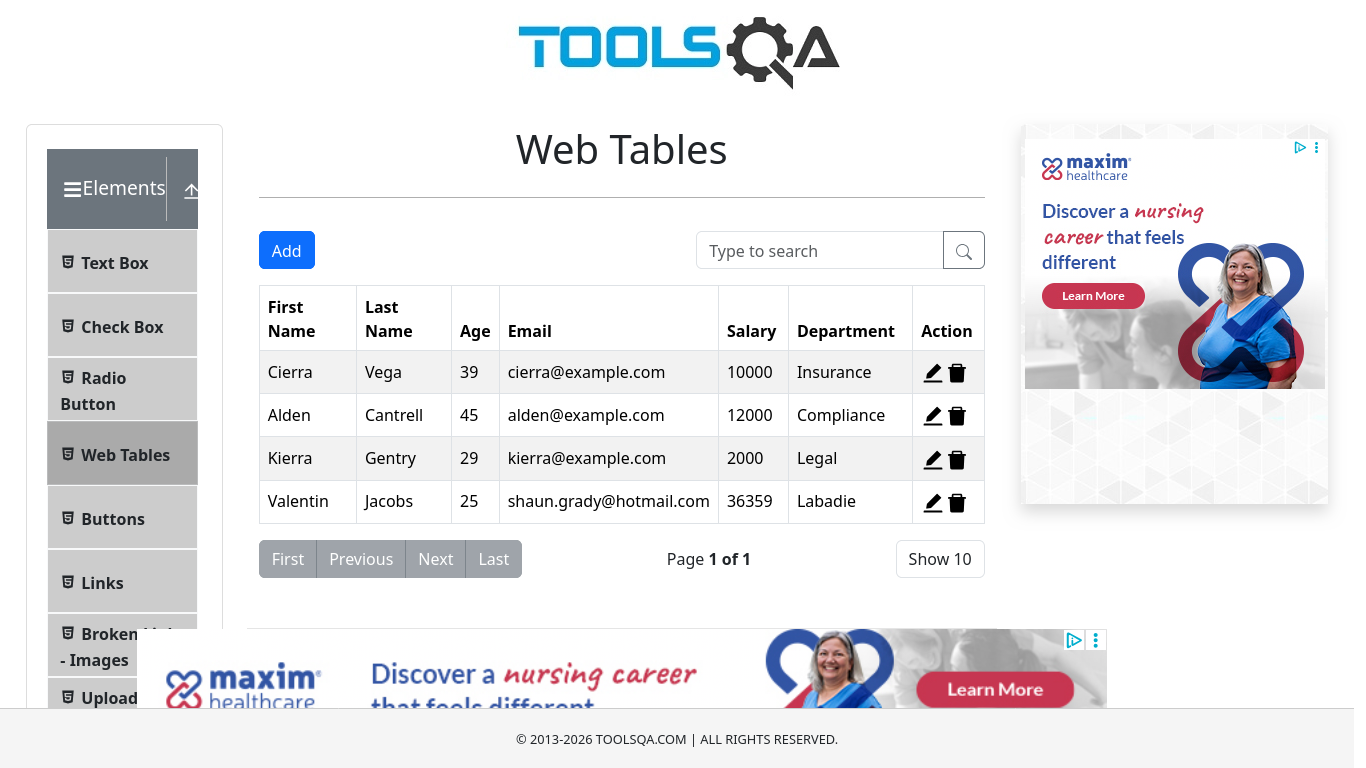 TOOLSQA
Web Tables
Elements
Text Box
Check Box
Radio
Button
Web Tables
Buttons
Links
Broken
- Images
Upload
Add
Type to search
First Name Last Name Age Email Salary Department Action
Cierra Vega 39 cierra@example.com 10000 Insurance
Alden Cantrell 45 alden@example.com 12000 Compliance
Kierra Gentry 29 kierra@example.com 2000 Legal
Valentin Jacobs 25 shaun.grady@hotmail.com 36359 Labadie
First Previous Next Last
Page 1 of 1
Show 10
maxim
healthcare
Discover a nursing
career that feels
different
Learn More
maxim
healthcare
Discover a nursing career
that feels different
Learn More
© 2013-2026 TOOLSQA.COM | ALL RIGHTS RESERVED.